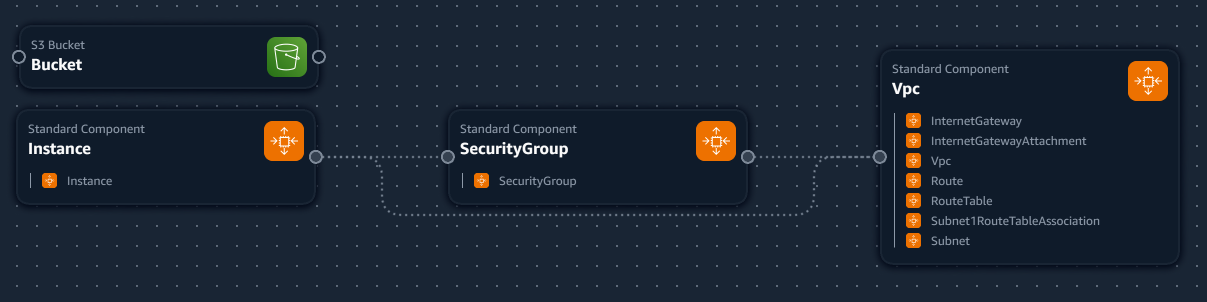 S3 Bucket
Bucket
Standard Component
Instance
Instance
Standard Component
SecurityGroup
SecurityGroup
Standard Component
Vpc
InternetGateway
InternetGatewayAttachment
Vpc
Route
RouteTable
Subnet1RouteTableAssociation
Subnet